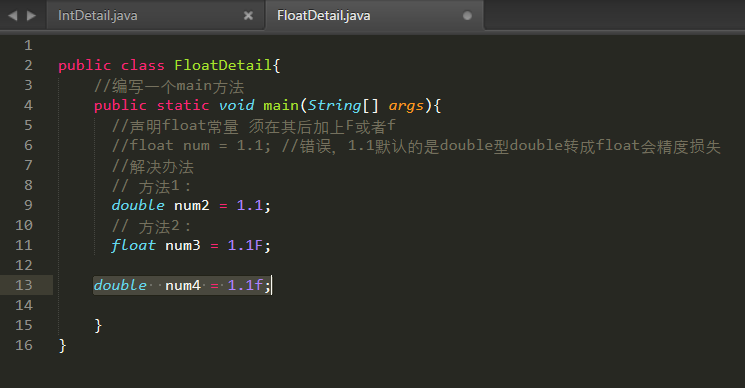 IntDetail.java
FloatDetail.java
1
2 public class FloatDetail{
3 //编写一个main方法
4 public static void main(String[] args){
5 //声明float常量 须在其后加上F或者f
6 //float num = 1.1; //错误，1.1默认的是double型double转成float会精度损失
7 //解决办法
8 // 方法1：
9 double num2 = 1.1;
10 // 方法2：
11 float num3 = 1.1F;
12
13 double  num4 = 1.1f;
14
15 }
16 }